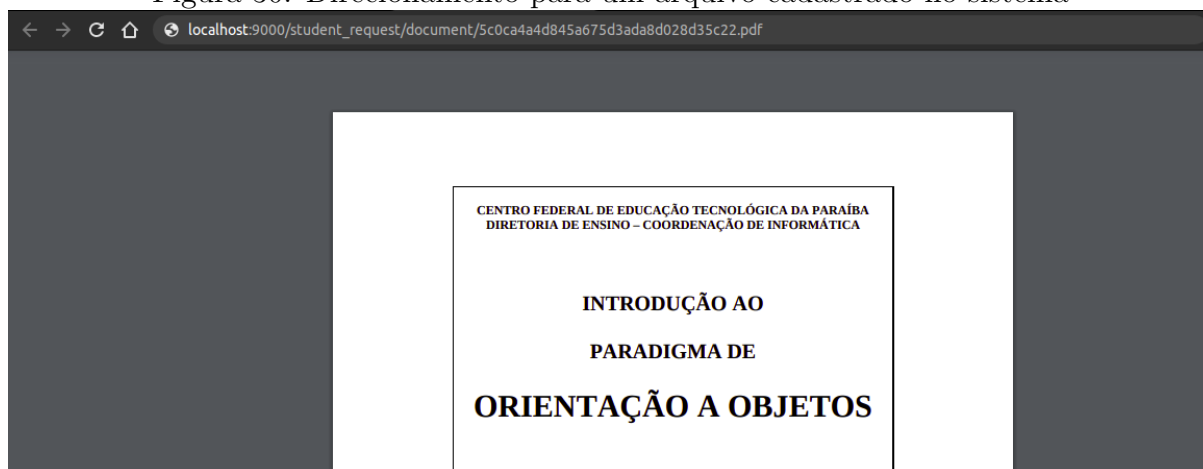 Figura 30: Direcionamento para um arquivo cadastrado no sistema
localhost:9000/student_request/document/5c0ca4a4d845a675d3ada8d028d35c22.pdf
CENTRO FEDERAL DE EDUCAÇÃO TECNOLÓGICA DA PARAÍBA
DIRETORIA DE ENSINO – COORDENAÇÃO DE INFORMÁTICA
INTRODUÇÃO AO
PARADIGMA DE
ORIENTAÇÃO A OBJETOS